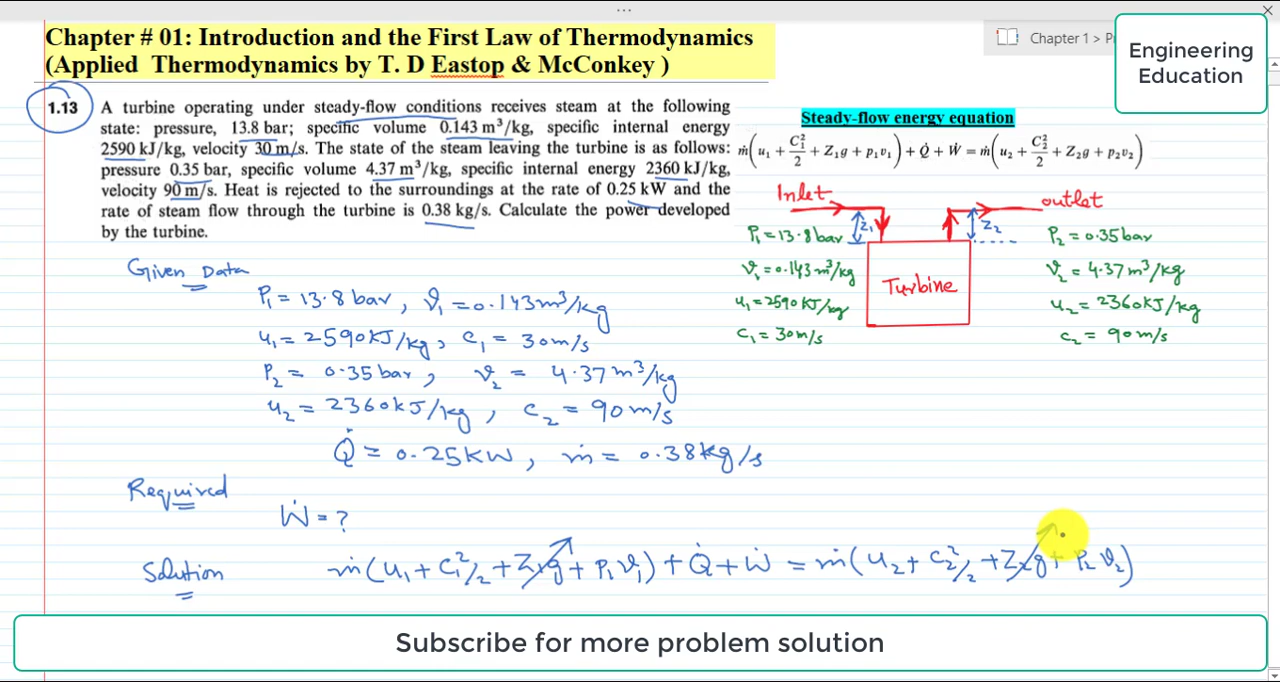 Chapter # 01: Introduction and the First Law of Thermodynamics
(Applied Thermodynamics by T. D Eastop & McConkey )
Chapter 1 > P
Engineering
Education
1.13 A turbine operating under steady-flow conditions receives steam at the following
state: pressure, 13.8 bar; specific volume 0.143 m³/kg, specific internal energy
2590 kJ/kg, velocity 30 m/s. The state of the steam leaving the turbine is as follows:
pressure 0.35 bar, specific volume 4.37 m³/kg, specific internal energy 2360 kJ/kg,
velocity 90 m/s. Heat is rejected to the surroundings at the rate of 0.25 kW and the
rate of steam flow through the turbine is 0.38 kg/s. Calculate the power developed
by the turbine.
Steady-flow energy equation
ṁ(u₁ + C₁²/2 + Z₁g + p₁v₁) + Q̇ + Ẇ = ṁ(u₂ + C₂²/2 + Z₂g + p₂v₂)
Inlet
outlet
Z₁
Z₂
P₁ = 13.8 bar
v₁ = 0.143 m³/kg
u₁ = 2590 kJ/kg
c₁ = 30 m/s
Turbine
P₂ = 0.35 bar
v₂ = 4.37 m³/kg
u₂ = 2360 kJ/kg
c₂ = 90 m/s
Given Data
P₁ = 13.8 bar, v₁ = 0.143 m³/kg
u₁ = 2590 kJ/kg, c₁ = 30 m/s
P₂ = 0.35 bar, v₂ = 4.37 m³/kg
u₂ = 2360 kJ/kg, c₂ = 90 m/s
Q̇ = 0.25 KW, ṁ = 0.38 kg/s
Required
Ẇ = ?
Solution ṁ(u₁ + c₁²/2 + Z₁g + P₁v₁) + Q̇ + Ẇ = ṁ(u₂ + c₂²/2 + Z₂g + P₂v₂)
Subscribe for more problem solution